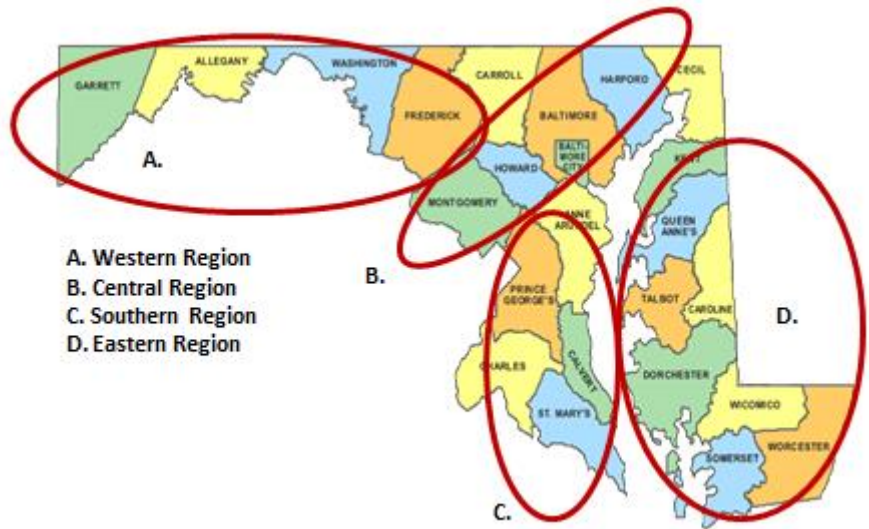 GARRETT
ALLEGANY
WASHINGTON
FREDERICK
CARROLL
BALTIMORE
HARFORD
CECIL
BALTI-
MORE
CITY
HOWARD
MONTGOMERY
KENT
QUEEN
ANNE'S
ANNE
ARUNDEL
PRINCE
GEORGE'S
TALBOT
CAROLINE
CHARLES
CALVERT
ST. MARY'S
DORCHESTER
WICOMICO
SOMERSET
WORCESTER
A.
B.
C.
D.
A. Western Region
B. Central Region
C. Southern Region
D. Eastern Region